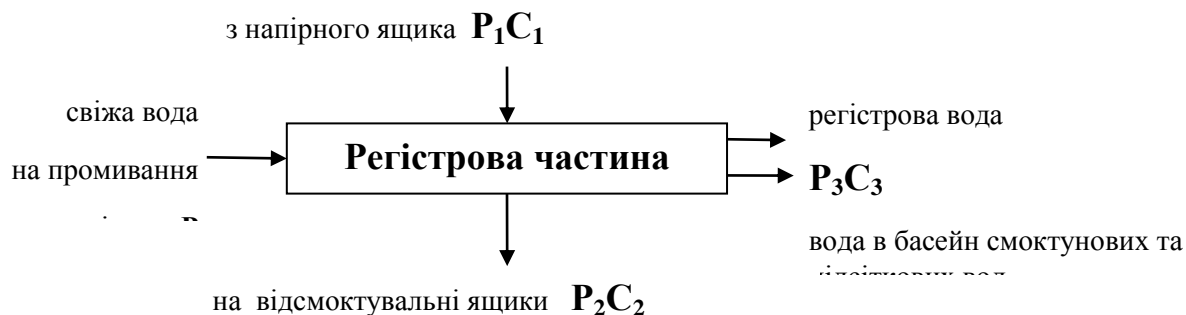 з напірного ящика P₁C₁
свіжа вода
на промивання
Регістрова частина
регістрова вода
P₃C₃
вода в басейн смоктунових та
на відсмоктувальні ящики P₂C₂